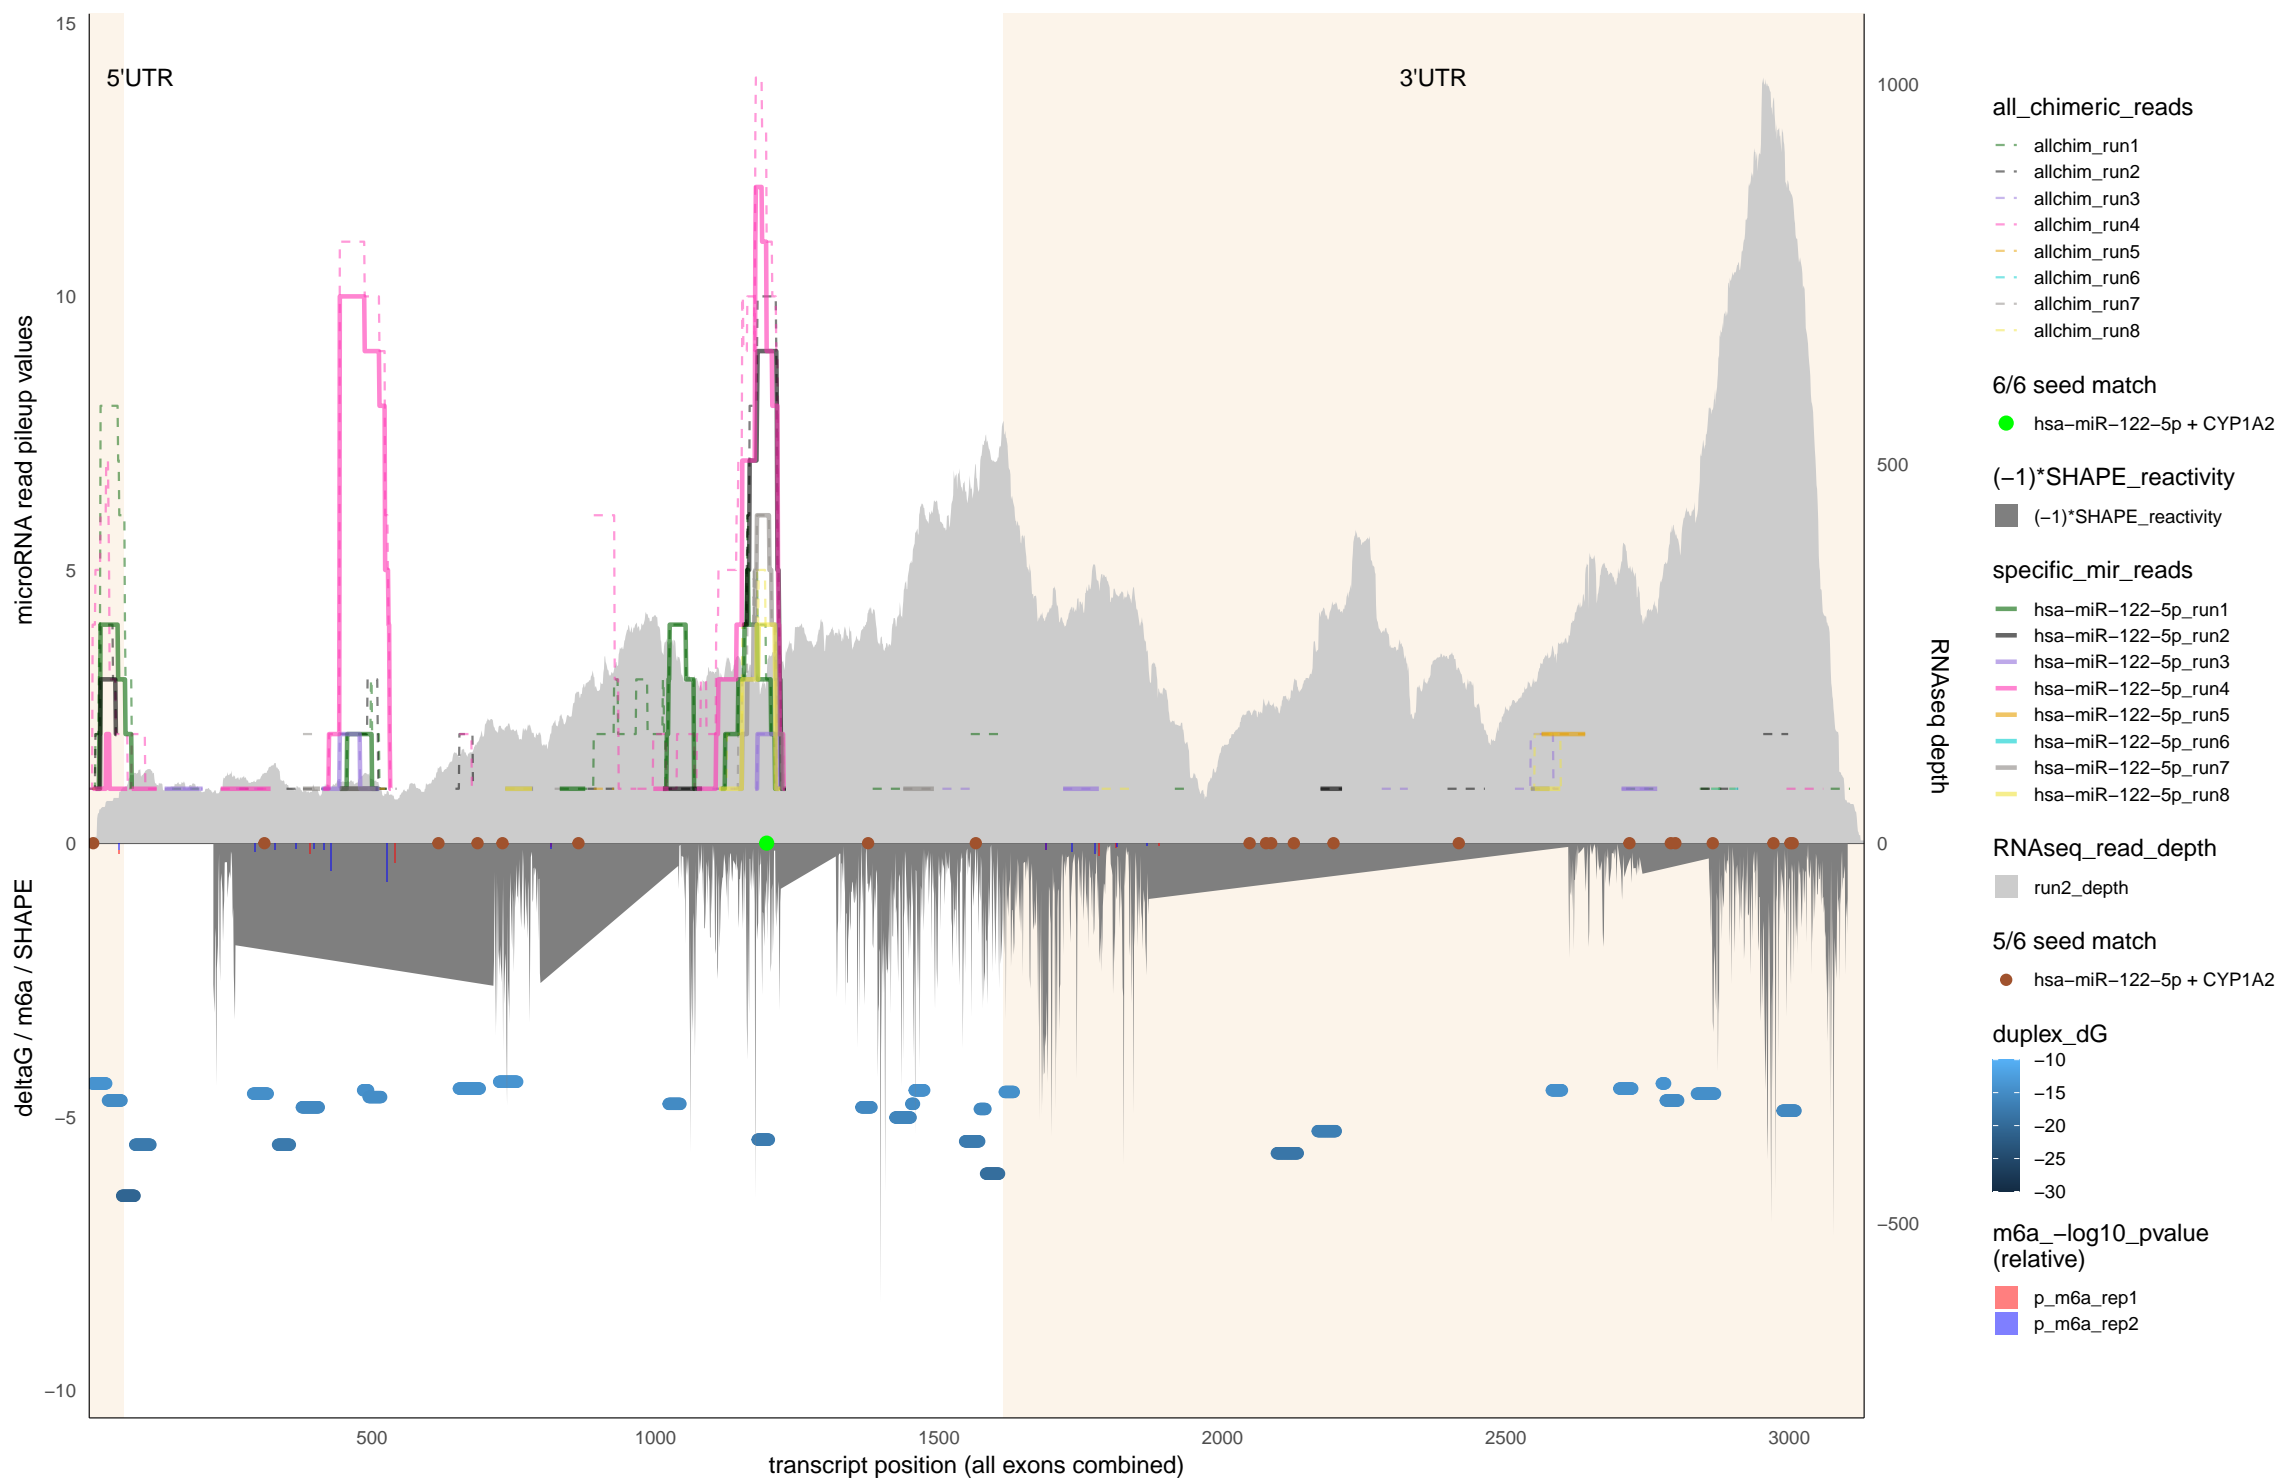 15
10
5
0
−5
−10
microRNA read pileup values
deltaG / m6a / SHAPE
5'UTR
3'UTR
1000
500
0
−500
RNAseq depth
500
1000
1500
2000
2500
3000
transcript position (all exons combined)
all_chimeric_reads
allchim_run1
allchim_run2
allchim_run3
allchim_run4
allchim_run5
allchim_run6
allchim_run7
allchim_run8
6/6 seed match
hsa−miR−122−5p + CYP1A2
(−1)*SHAPE_reactivity
(−1)*SHAPE_reactivity
specific_mir_reads
hsa−miR−122−5p_run1
hsa−miR−122−5p_run2
hsa−miR−122−5p_run3
hsa−miR−122−5p_run4
hsa−miR−122−5p_run5
hsa−miR−122−5p_run6
hsa−miR−122−5p_run7
hsa−miR−122−5p_run8
RNAseq_read_depth
run2_depth
5/6 seed match
hsa−miR−122−5p + CYP1A2
duplex_dG
−10
−15
−20
−25
−30
m6a_−log10_pvalue
(relative)
p_m6a_rep1
p_m6a_rep2